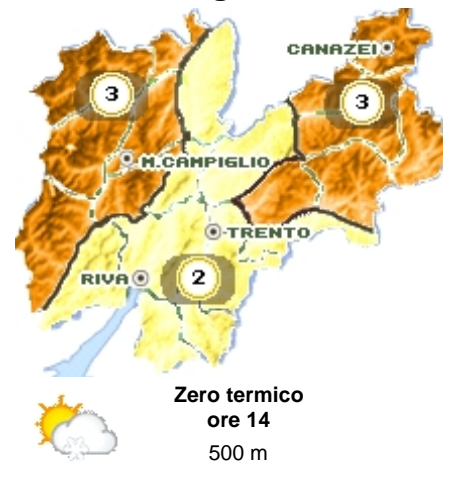 CANAZEI
3
3
M.CAMPIGLIO
TRENTO
RIVA
2
Zero termico
ore 14
500 m